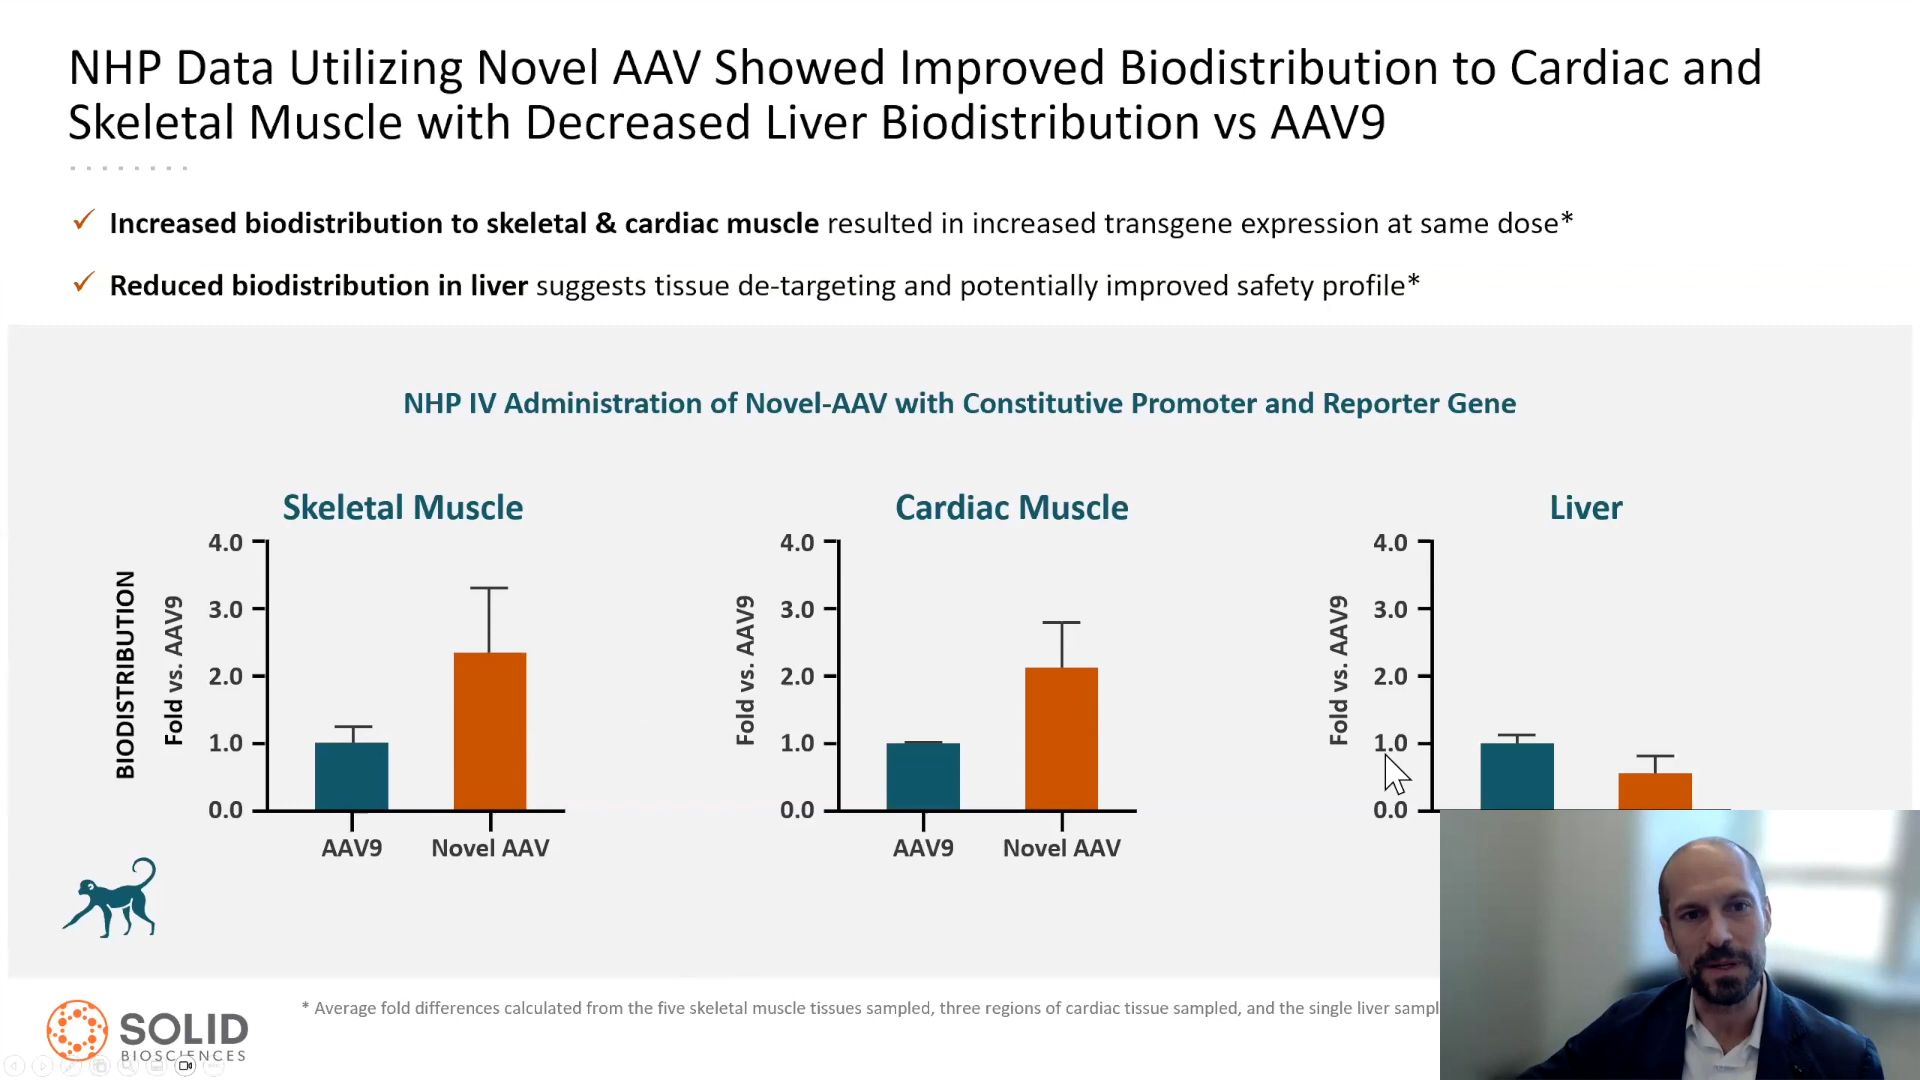 NHP Data Utilizing Novel AAV Showed Improved Biodistribution to Cardiac and
Skeletal Muscle with Decreased Liver Biodistribution vs AAV9
✓ Increased biodistribution to skeletal & cardiac muscle resulted in increased transgene expression at same dose*
✓ Reduced biodistribution in liver suggests tissue de-targeting and potentially improved safety profile*
NHP IV Administration of Novel-AAV with Constitutive Promoter and Reporter Gene
BIODISTRIBUTION
Skeletal Muscle
Fold vs. AAV9
4.0
3.0
2.0
1.0
0.0
AAV9 Novel AAV
Cardiac Muscle
Fold vs. AAV9
4.0
3.0
2.0
1.0
0.0
AAV9 Novel AAV
Liver
Fold vs. AAV9
4.0
3.0
2.0
1.0
0.0
* Average fold differences calculated from the five skeletal muscle tissues sampled, three regions of cardiac tissue sampled, and the single liver sampl
SOLID
BIOSCIENCES